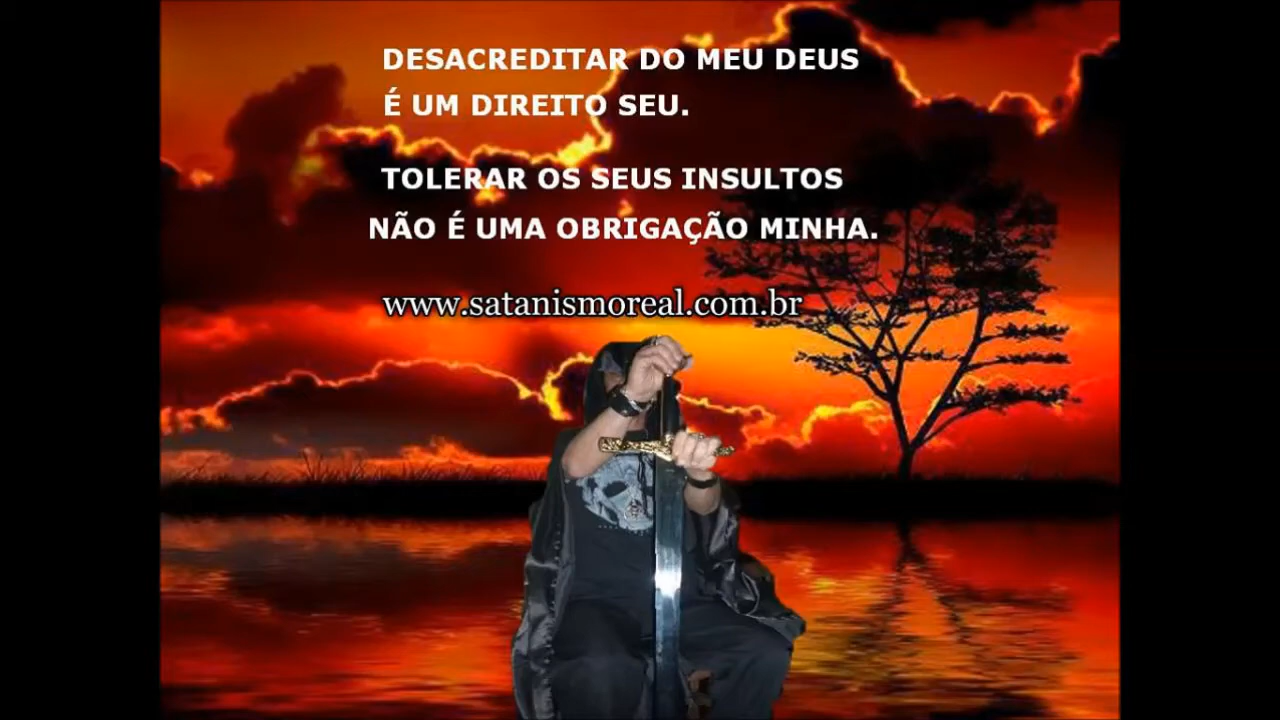 DESACREDITAR DO MEU DEUS
É UM DIREITO SEU.
TOLERAR OS SEUS INSULTOS
NÃO É UMA OBRIGAÇÃO MINHA.
www.satanismoreal.com.br